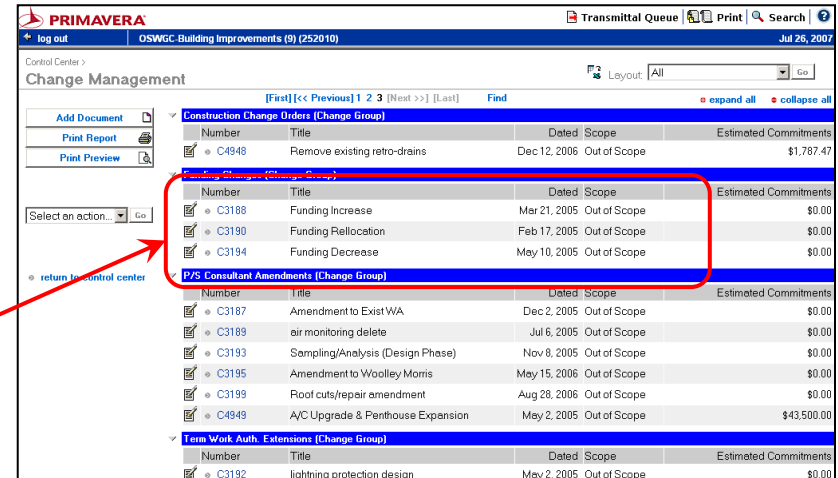 PRIMAVERA Transmittal Queue Print Search
log out OSWGC-Building Improvements (9) (252010) Jul 26, 2007
Control Center >
Change Management Layout: All Go
[First] [<< Previous] 1 2 3 [Next >>] [Last] Find expand all collapse all
Add Document
Print Report
Print Preview
Select an action... Go
return to control center
Construction Change Orders (Change Group)
Number Title Dated Scope Estimated Commitments
C4948 Remove existing retro-drains Dec 12, 2006 Out of Scope $1,787.47
Funding Changes (Change Group)
Number Title Dated Scope Estimated Commitments
C3188 Funding Increase Mar 21, 2005 Out of Scope $0.00
C3190 Funding Rellocation Feb 17, 2005 Out of Scope $0.00
C3194 Funding Decrease May 10, 2005 Out of Scope $0.00
P/S Consultant Amendments (Change Group)
Number Title Dated Scope Estimated Commitments
C3187 Amendment to Exist WA Dec 2, 2005 Out of Scope $0.00
C3189 air monitoring delete Jul 6, 2005 Out of Scope $0.00
C3193 Sampling/Analysis (Design Phase) Nov 8, 2005 Out of Scope $0.00
C3195 Amendment to Woolley Morris May 15, 2006 Out of Scope $0.00
C3199 Roof cuts/repair amendment Aug 28, 2006 Out of Scope $0.00
C4949 A/C Upgrade & Penthouse Expansion May 2, 2005 Out of Scope $43,500.00
Term Work Auth. Extensions (Change Group)
Number Title Dated Scope Estimated Commitments
C3192 lightning protection design May 2, 2005 Out of Scope $0.00